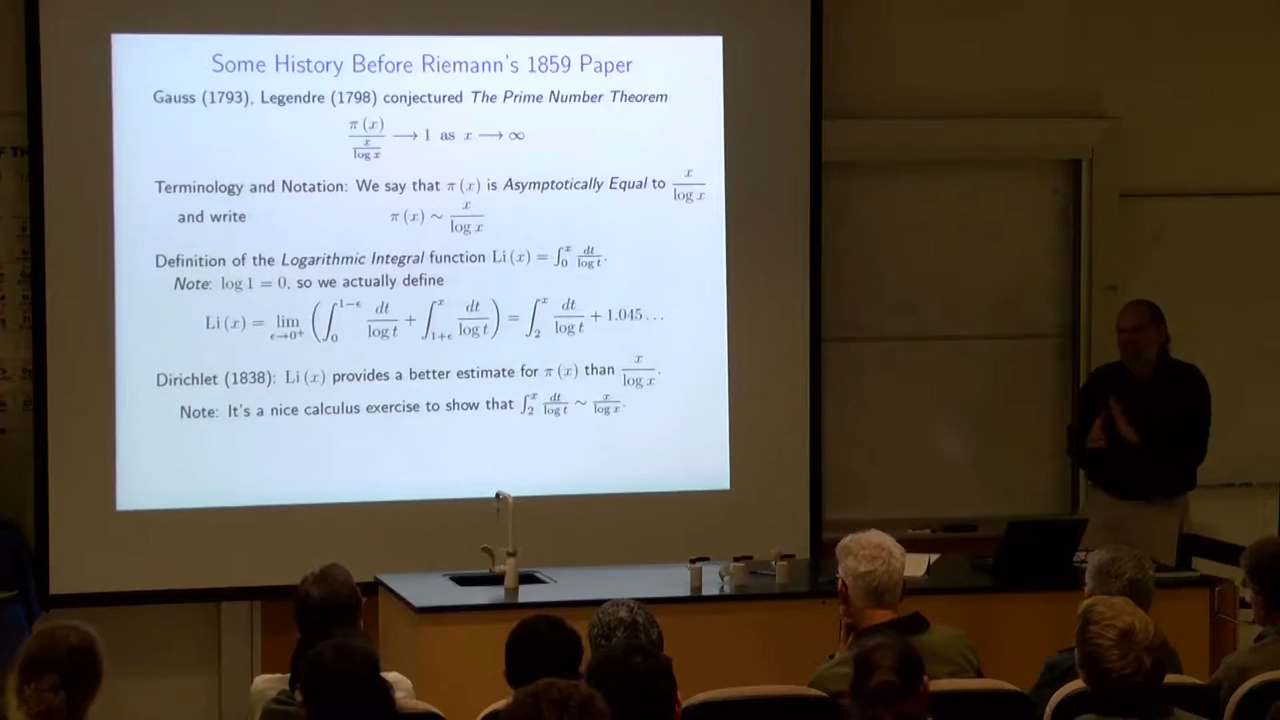 Some History Before Riemann's 1859 Paper
Gauss (1793), Legendre (1798) conjectured The Prime Number Theorem
π(x) / (x / log x) ⟶ 1 as x ⟶ ∞
Terminology and Notation: We say that π(x) is Asymptotically Equal to x / log x
and write π(x) ∼ x / log x
Definition of the Logarithmic Integral function Li(x) = ∫₀ˣ dt / log t.
Note: log 1 = 0, so we actually define
Li(x) = lim ϵ→0⁺ (∫₀^{1−ϵ} dt / log t + ∫_{1+ϵ}^x dt / log t) = ∫₂ˣ dt / log t + 1.045...
Dirichlet (1838): Li(x) provides a better estimate for π(x) than x / log x.
Note: It's a nice calculus exercise to show that ∫₂ˣ dt / log t ∼ x / log x.